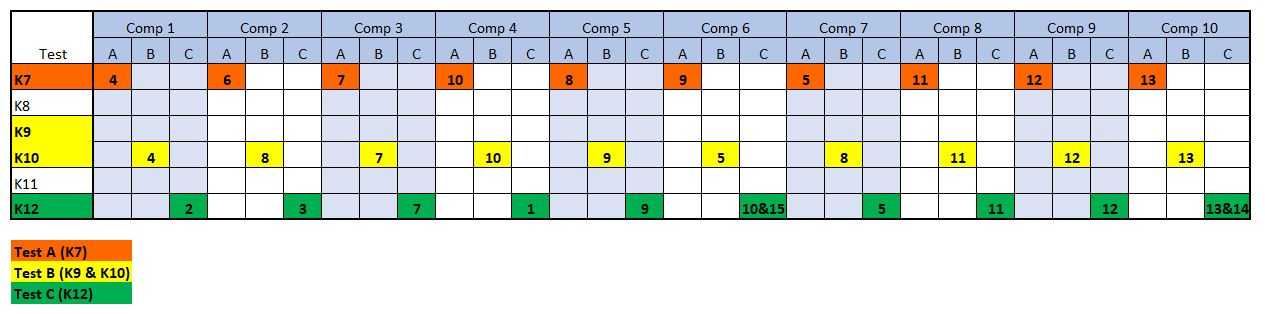 Comp 1 Comp 2 Comp 3 Comp 4 Comp 5 Comp 6 Comp 7 Comp 8 Comp 9 Comp 10
Test A B C A B C A B C A B C A B C A B C A B C A B C A B C A B C
K7 4 6 7 10 8 9 5 11 12 13
K8
K9
K10 4 8 7 10 9 5 8 11 12 13
K11
K12 2 3 7 1 9 10&15 5 11 12 13&14
Test A (K7)
Test B (K9 & K10)
Test C (K12)